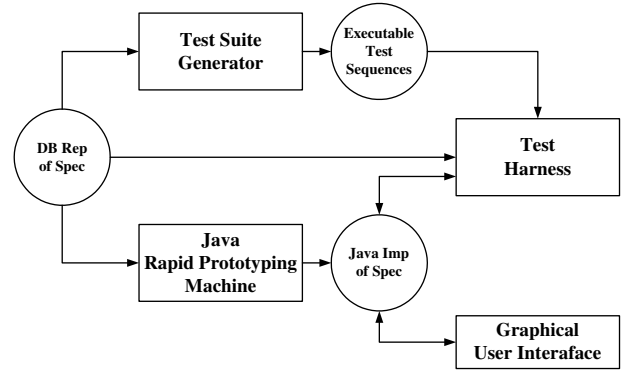 Test Suite
Generator
Executable
Test
Sequences
DB Rep
of Spec
Test
Harness
Java
Rapid Prototyping
Machine
Java Imp
of Spec
Graphical
User Interaface